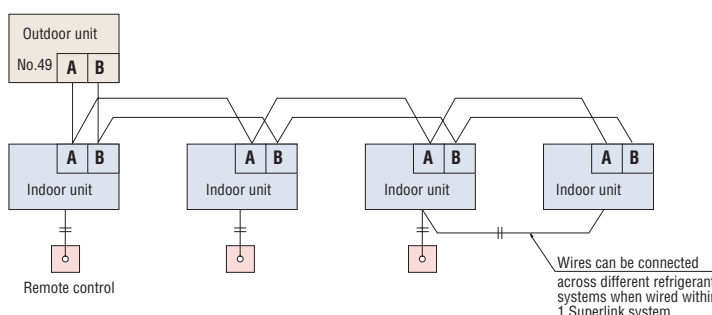 Outdoor unit
No.49 A B
A B A B A B A B
Indoor unit Indoor unit Indoor unit Indoor unit
Remote control
Wires can be connected
across different refrigerant
systems when wired within
1 Superlink system